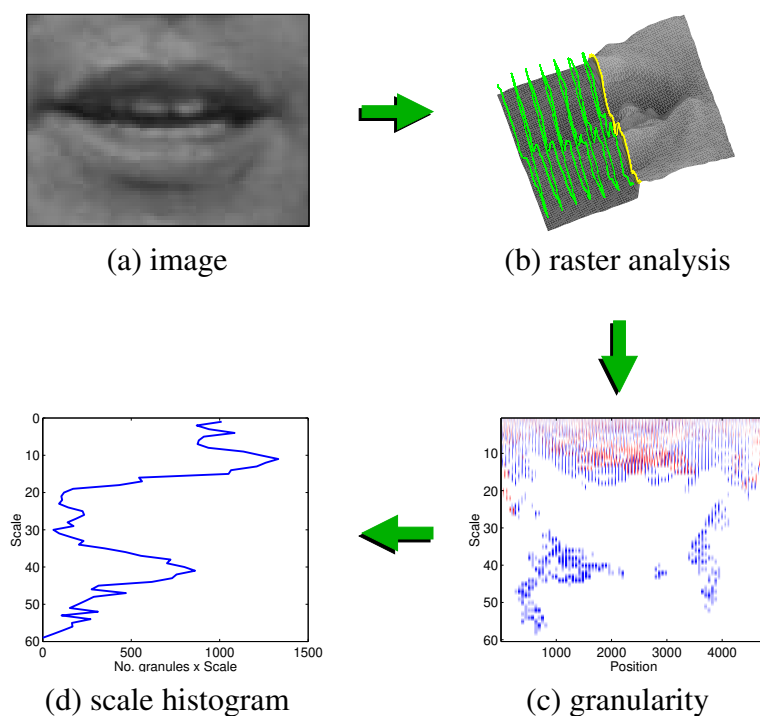 (a) image
(b) raster analysis
0
10
20
30
40
50
60
Scale
0 500 1000 1500
No. granules x Scale
(d) scale histogram
10
20
30
40
50
60
Scale
1000 2000 3000 4000
Position
(c) granularity